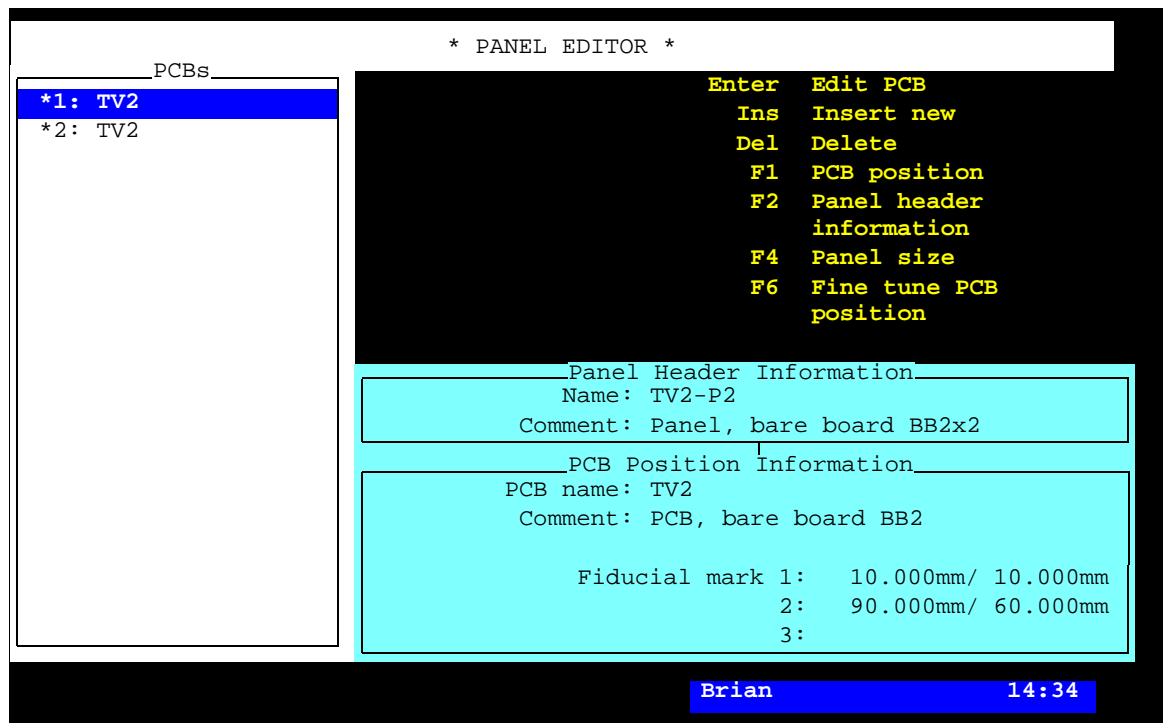 * PANEL EDITOR *
PCBs
*1: TV2
*2: TV2
Enter Edit PCB
Ins Insert new
Del Delete
F1 PCB position
F2 Panel header
information
F4 Panel size
F6 Fine tune PCB
position
Panel Header Information
Name: TV2-P2
Comment: Panel, bare board BB2x2
PCB Position Information
PCB name: TV2
Comment: PCB, bare board BB2
Fiducial mark 1: 10.000mm/ 10.000mm
2: 90.000mm/ 60.000mm
3:
Brian 14:34